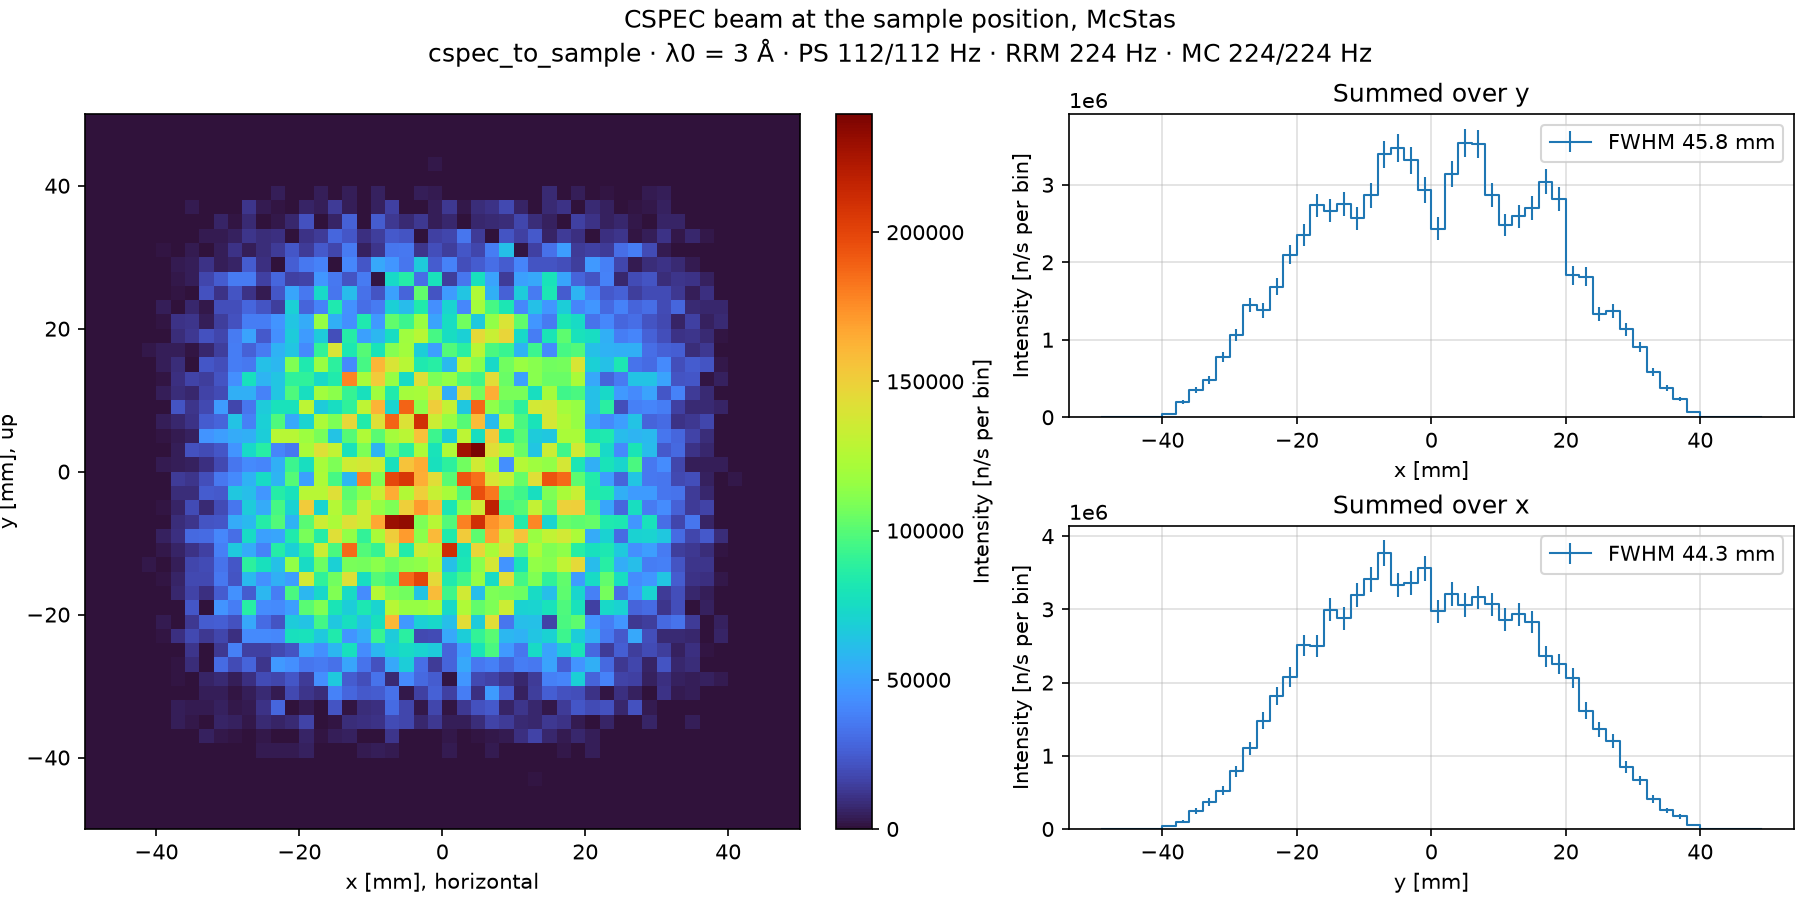 CSPEC beam at the sample position, McStas
cspec_to_sample · λ0 = 3 Å · PS 112/112 Hz · RRM 224 Hz · MC 224/224 Hz
y [mm], up
40
20
0
−20
−40
−40
−20
0
20
40
x [mm], horizontal
200000
150000
100000
50000
0
Intensity [n/s per bin]
Summed over y
1e6
FWHM 45.8 mm
Intensity [n/s per bin]
3
2
1
0
−40
−20
0
20
40
x [mm]
Summed over x
1e6
FWHM 44.3 mm
Intensity [n/s per bin]
4
3
2
1
0
−40
−20
0
20
40
y [mm]